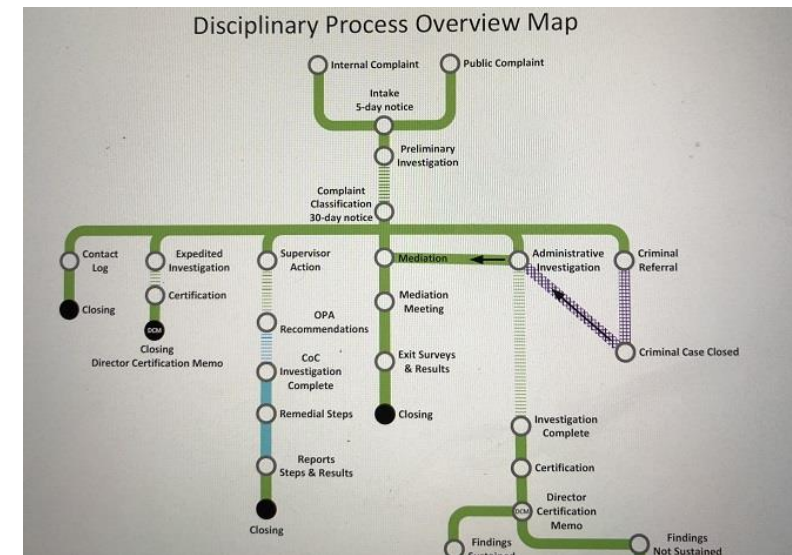 Disciplinary Process Overview Map
Internal Complaint
Public Complaint
Intake
5-day notice
Preliminary
Investigation
Complaint
Classification
30-day notice
Contact
Log
Expedited
Investigation
Supervisor
Action
Mediation
Administrative
Investigation
Criminal
Referral
Closing
Certification
DCM
Closing
Director Certification Memo
OPA
Recommendations
CoC
Investigation
Complete
Remedial Steps
Reports
Steps & Results
Closing
Mediation
Meeting
Exit Surveys
& Results
Closing
Criminal Case Closed
Investigation
Complete
Certification
DCM
Director
Certification
Memo
Findings
Sustained
Findings
Not Sustained